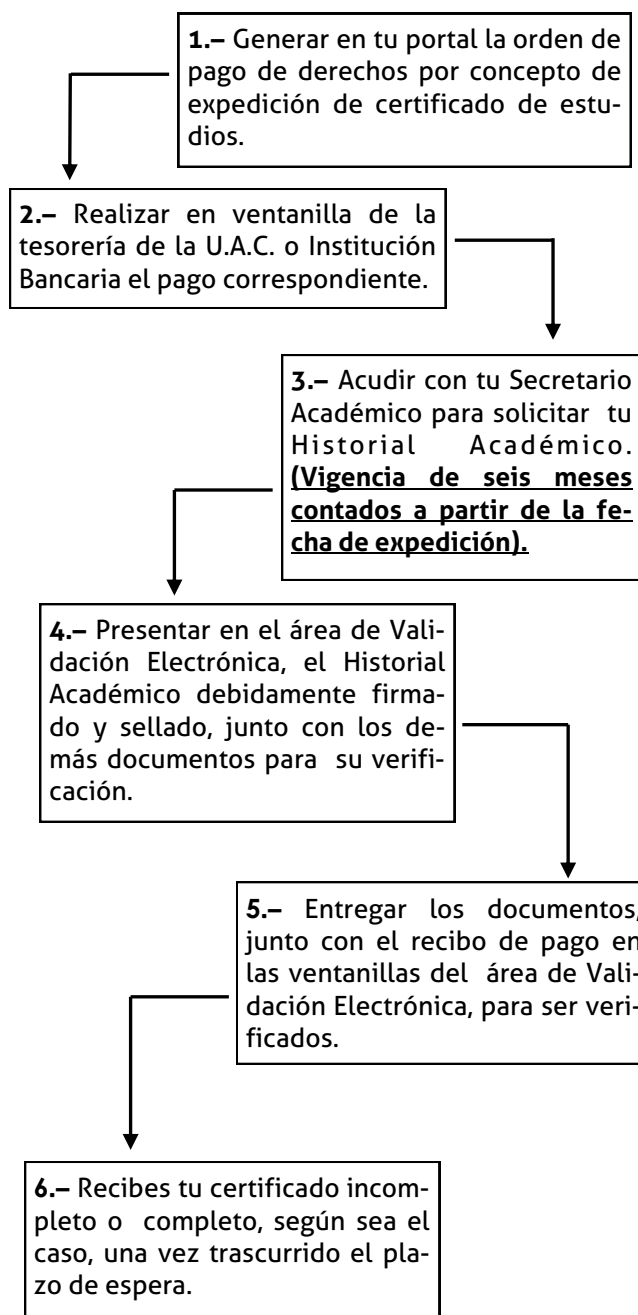 1.– Generar en tu portal la orden de
pago de derechos por concepto de
expedición de certificado de estu-
dios.
2.– Realizar en ventanilla de la
tesorería de la U.A.C. o Institución
Bancaria el pago correspondiente.
3.– Acudir con tu Secretario
Académico para solicitar tu
Historial Académico.
(Vigencia de seis meses
contados a partir de la fe-
cha de expedición).
4.– Presentar en el área de Vali-
dación Electrónica, el Historial
Académico debidamente firma-
do y sellado, junto con los de-
más documentos para su verifi-
cación.
5.– Entregar los documentos,
junto con el recibo de pago en
las ventanillas del área de Vali-
dación Electrónica, para ser veri-
ficados.
6.– Recibes tu certificado incom-
pleto o completo, según sea el
caso, una vez trascurrido el pla-
zo de espera.